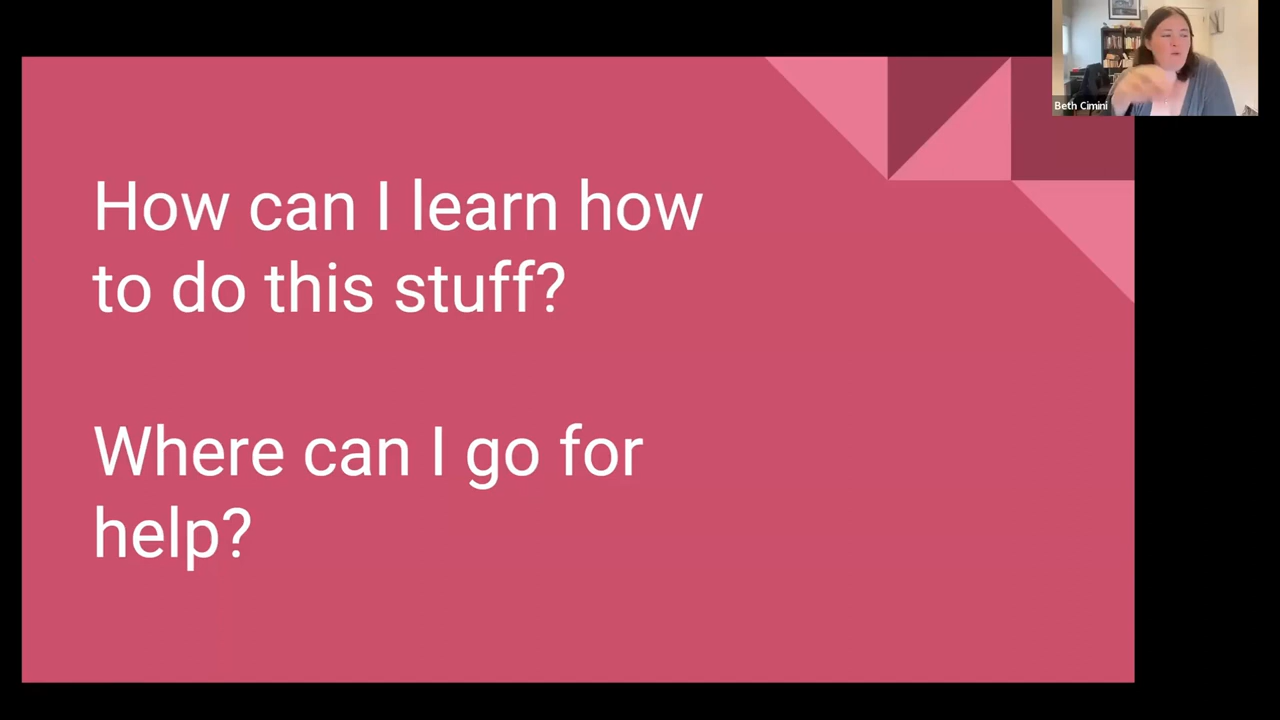 Beth Cimini
How can I learn how
to do this stuff?
Where can I go for
help?